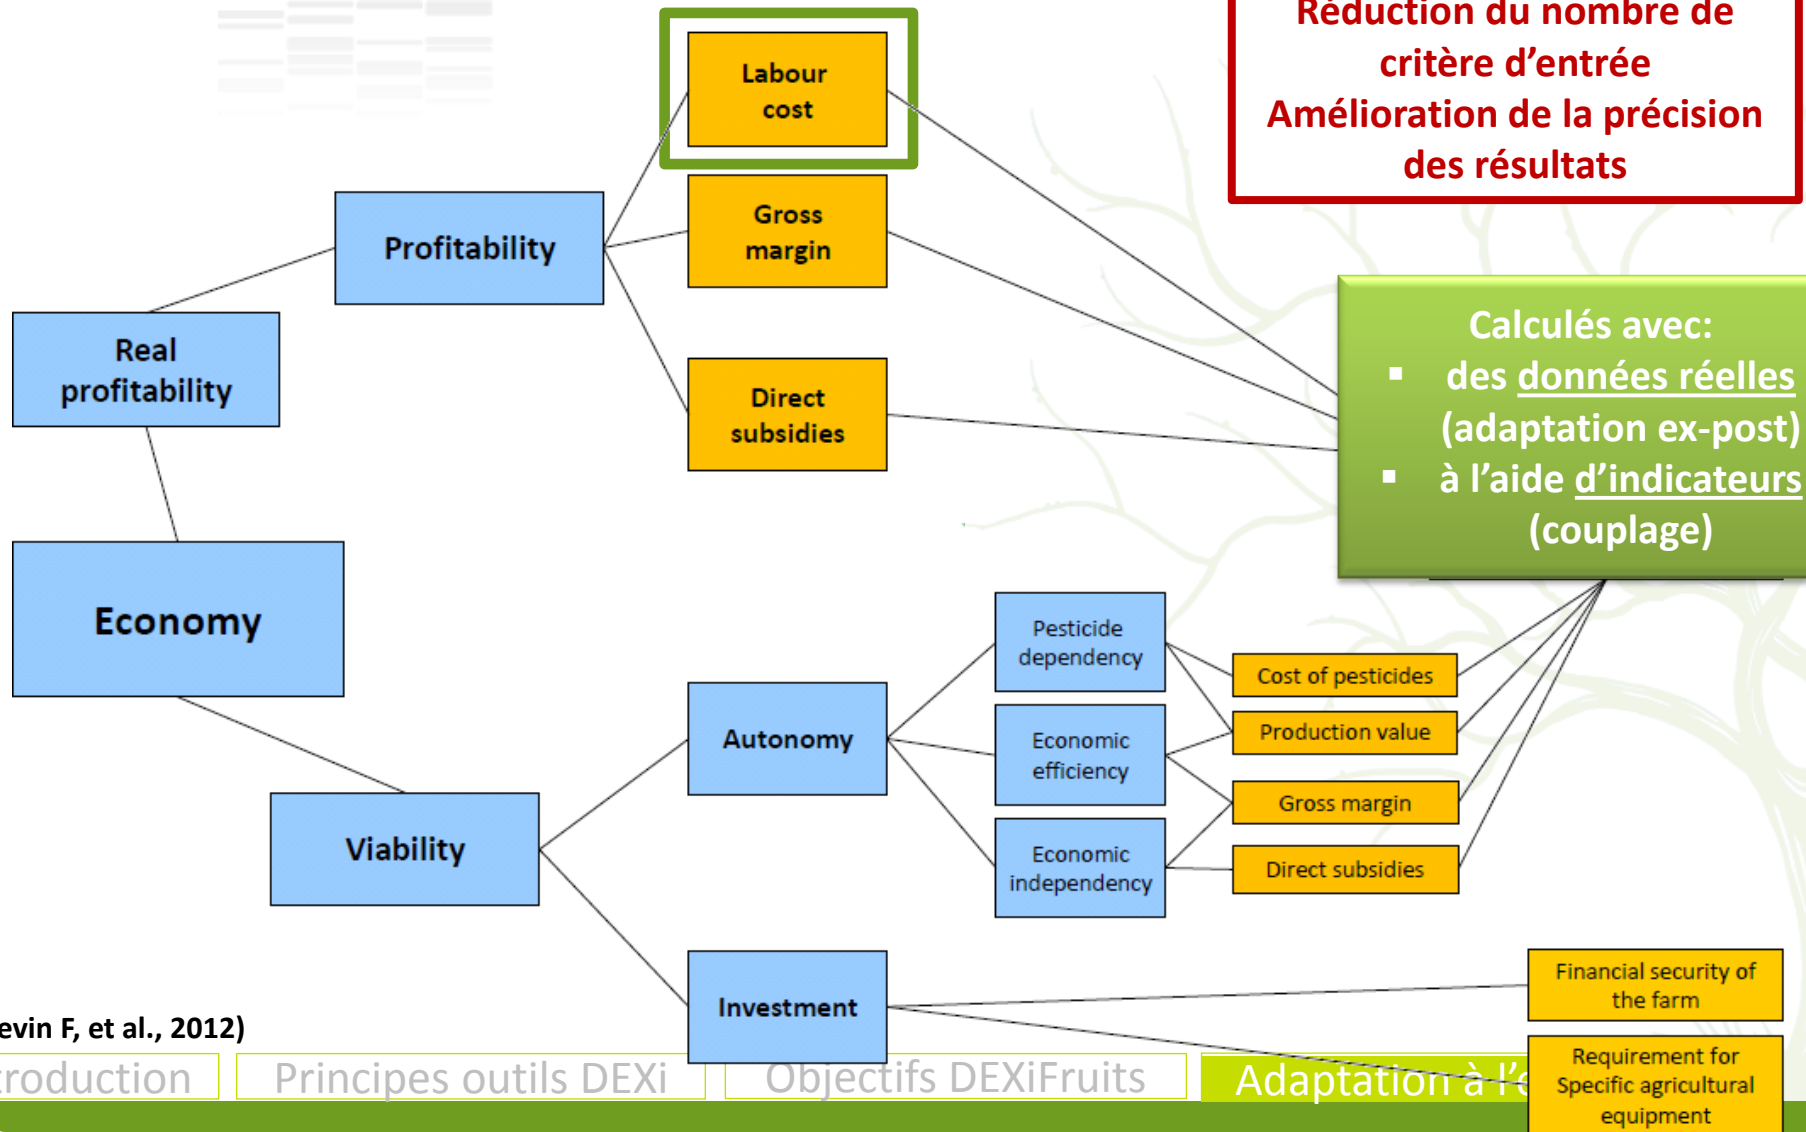 Réduction du nombre de
critère d'entrée
Amélioration de la précision
des résultats
Labour
cost
Gross
margin
Profitability
Real
profitability
Direct
subsidies
Calculés avec:
▪ des données réelles
(adaptation ex-post)
▪ à l'aide d'indicateurs
(couplage)
Economy
Pesticide
dependency
Cost of pesticides
Autonomy
Economic
efficiency
Production value
Gross margin
Viability
Economic
independency
Direct subsidies
Investment
Financial security of
the farm
Requirement for
Specific agricultural
equipment
evin F, et al., 2012)
troduction
Principes outils DEXi
Objectifs DEXiFruits
Adaptation à l'e